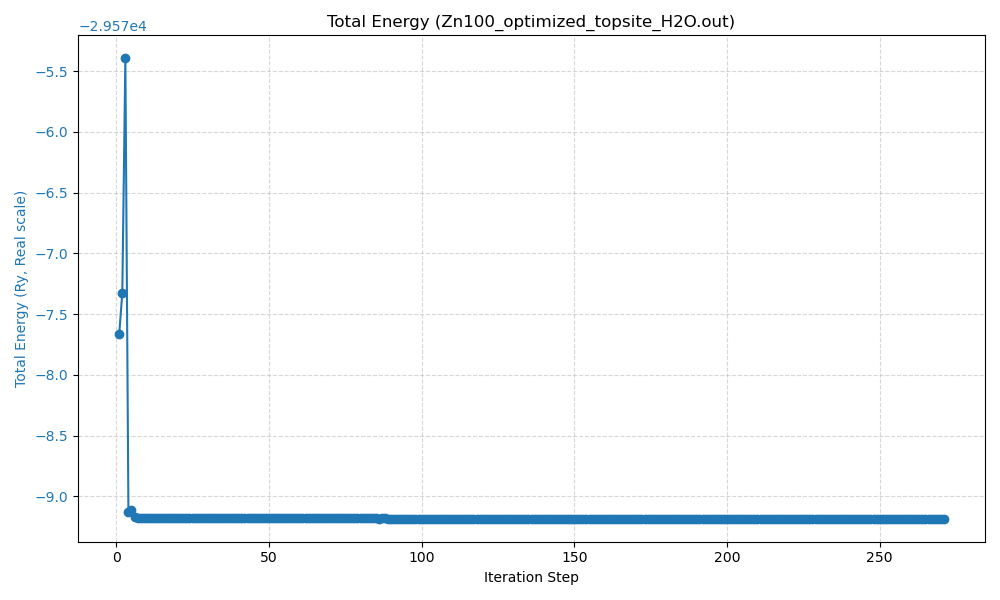 Total Energy (Zn100_optimized_topsite_H2O.out)
−2.957e4
−5.5
−6.0
−6.5
−7.0
−7.5
−8.0
−8.5
−9.0
Total Energy (Ry, Real scale)
0 50 100 150 200 250
Iteration Step